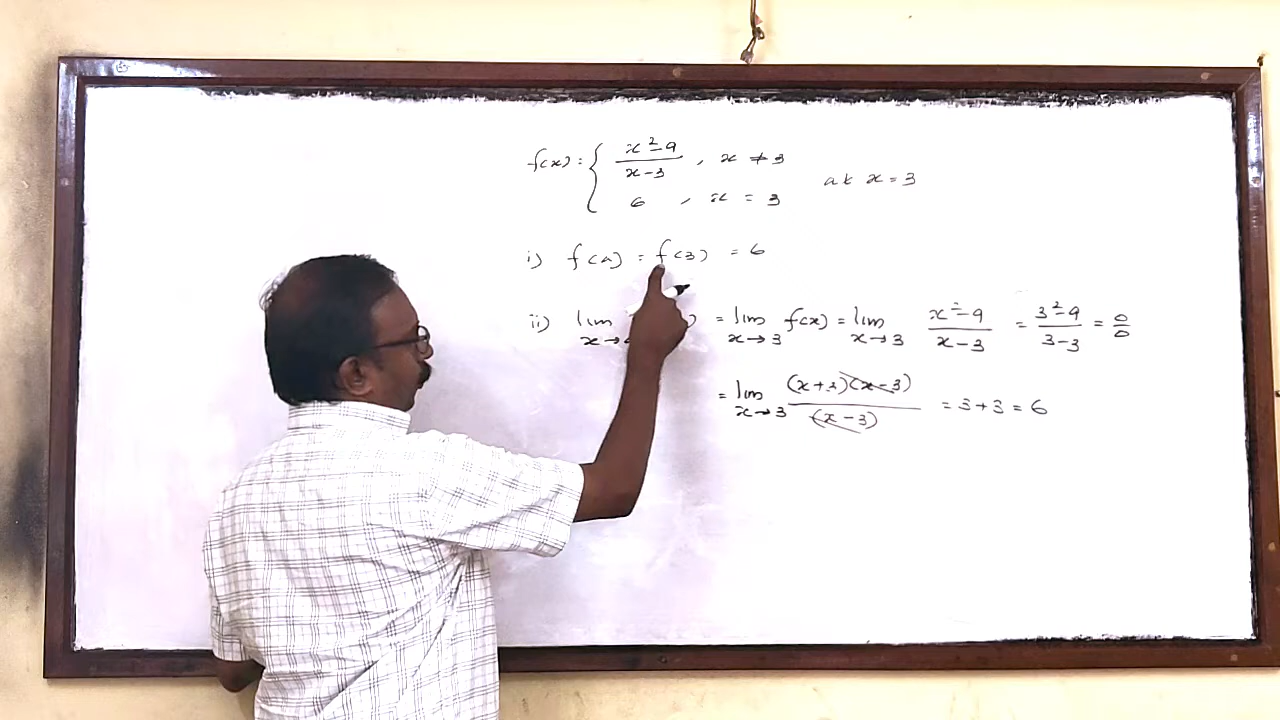 f(x) = { x²-9 / x-3 , x ≠ 3
6 , x = 3
at x = 3
i) f(a) = f(3) = 6
ii) lim x→ ) = lim x→3 f(x) = lim x→3 x²-9 / x-3 = 3²-9 / 3-3 = 0/0
= lim x→3 (x+3)(x-3) / (x-3) = 3+3 = 6